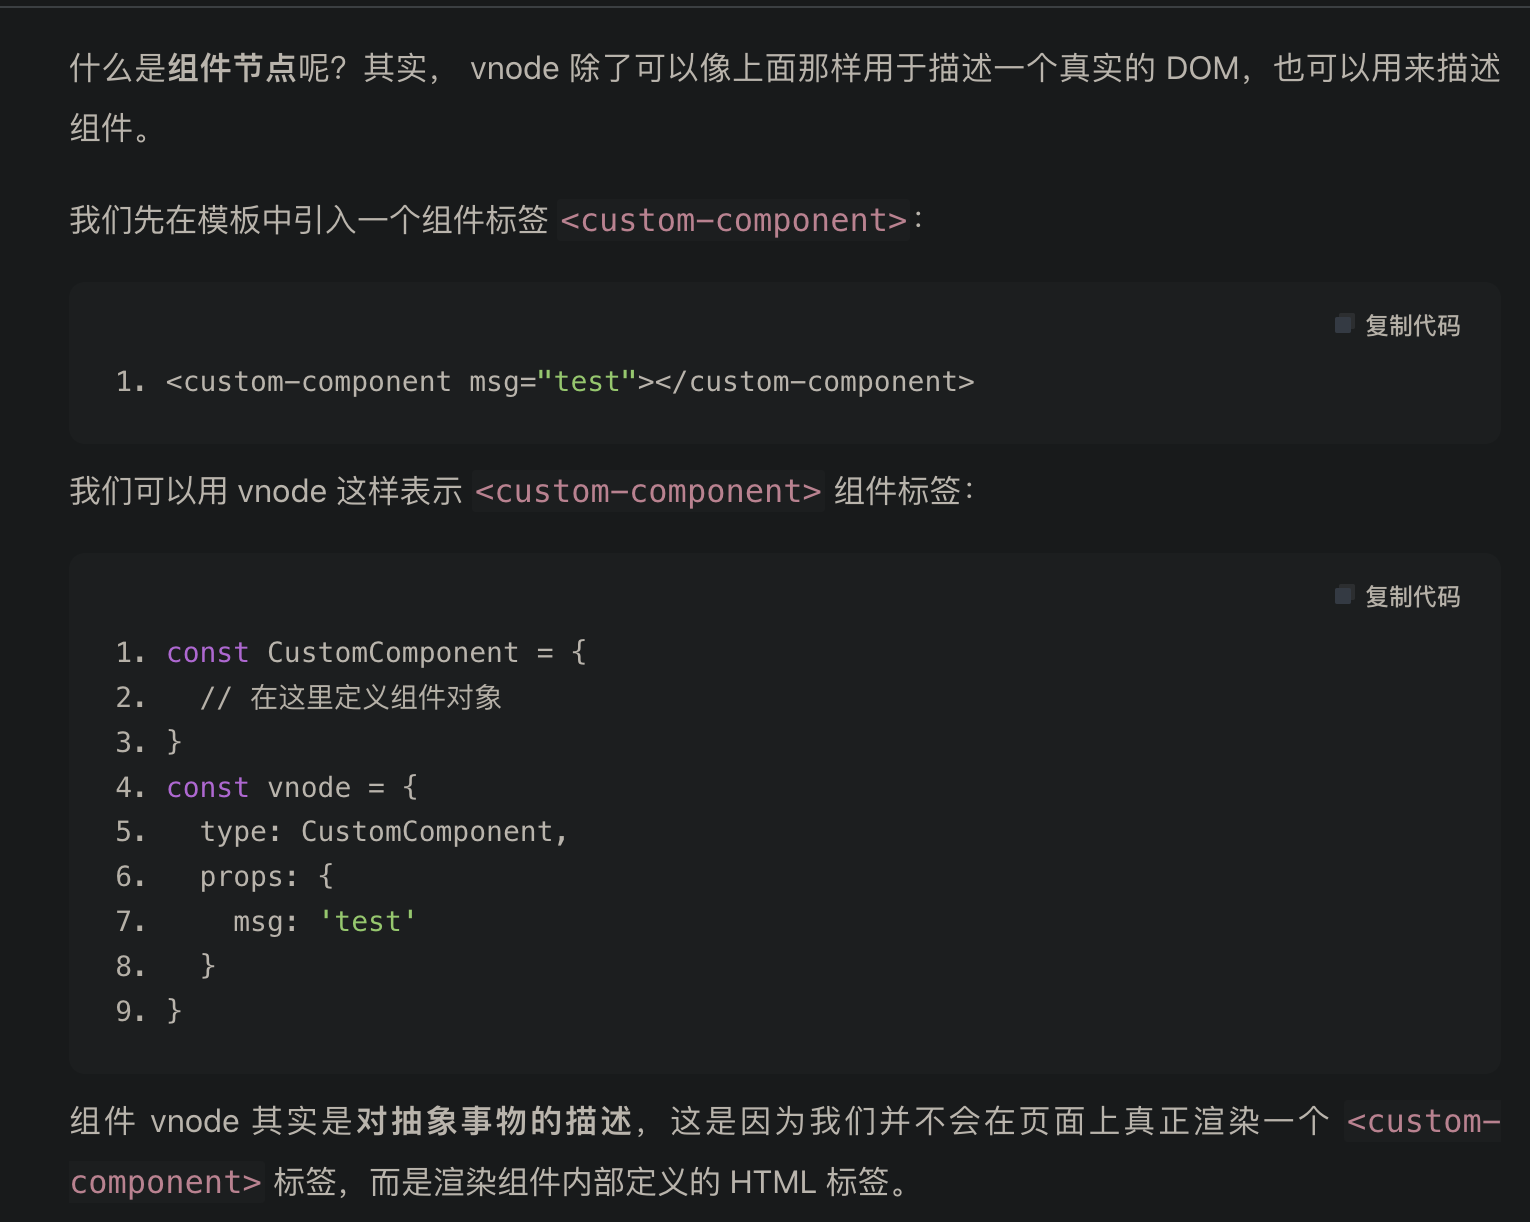 什么是组件节点呢？其实， vnode 除了可以像上面那样用于描述一个真实的 DOM，也可以用来描述
组件。
我们先在模板中引入一个组件标签 <custom-component>：
复制代码
1. <custom-component msg="test"></custom-component>
我们可以用 vnode 这样表示 <custom-component> 组件标签：
复制代码
1. const CustomComponent = {
2.   // 在这里定义组件对象
3. }
4. const vnode = {
5.   type: CustomComponent,
6.   props: {
7.     msg: 'test'
8.   }
9. }
组件 vnode 其实是对抽象事物的描述，这是因为我们并不会在页面上真正渲染一个 <custom-
component> 标签，而是渲染组件内部定义的 HTML 标签。